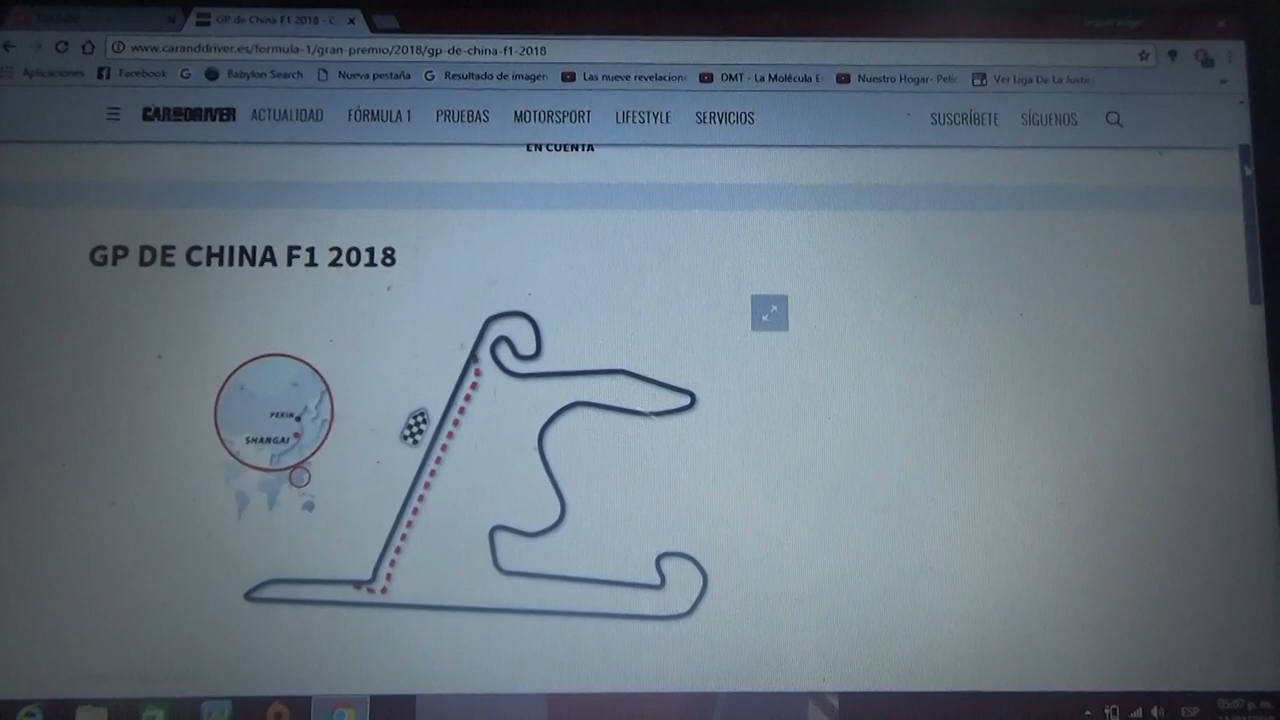 GP de China F1 2018 - C
www.caranddriver.es/formula-1/gran-premio/2018/gp-de-china-f1-2018
Aplicaciones Facebook Babylon Search Nueva pestaña Resultado de imagen Las nueve revelacion DMT - La Molécula E Nuestro Hogar- Pelíc Ver Liga De La Justic
CAR AND DRIVER ACTUALIDAD FÓRMULA 1 PRUEBAS MOTORSPORT LIFESTYLE SERVICIOS SUSCRÍBETE SÍGUENOS
EN CUENTA
GP DE CHINA F1 2018
PEKIN
SHANGAI
ESP 05:07 p. m.